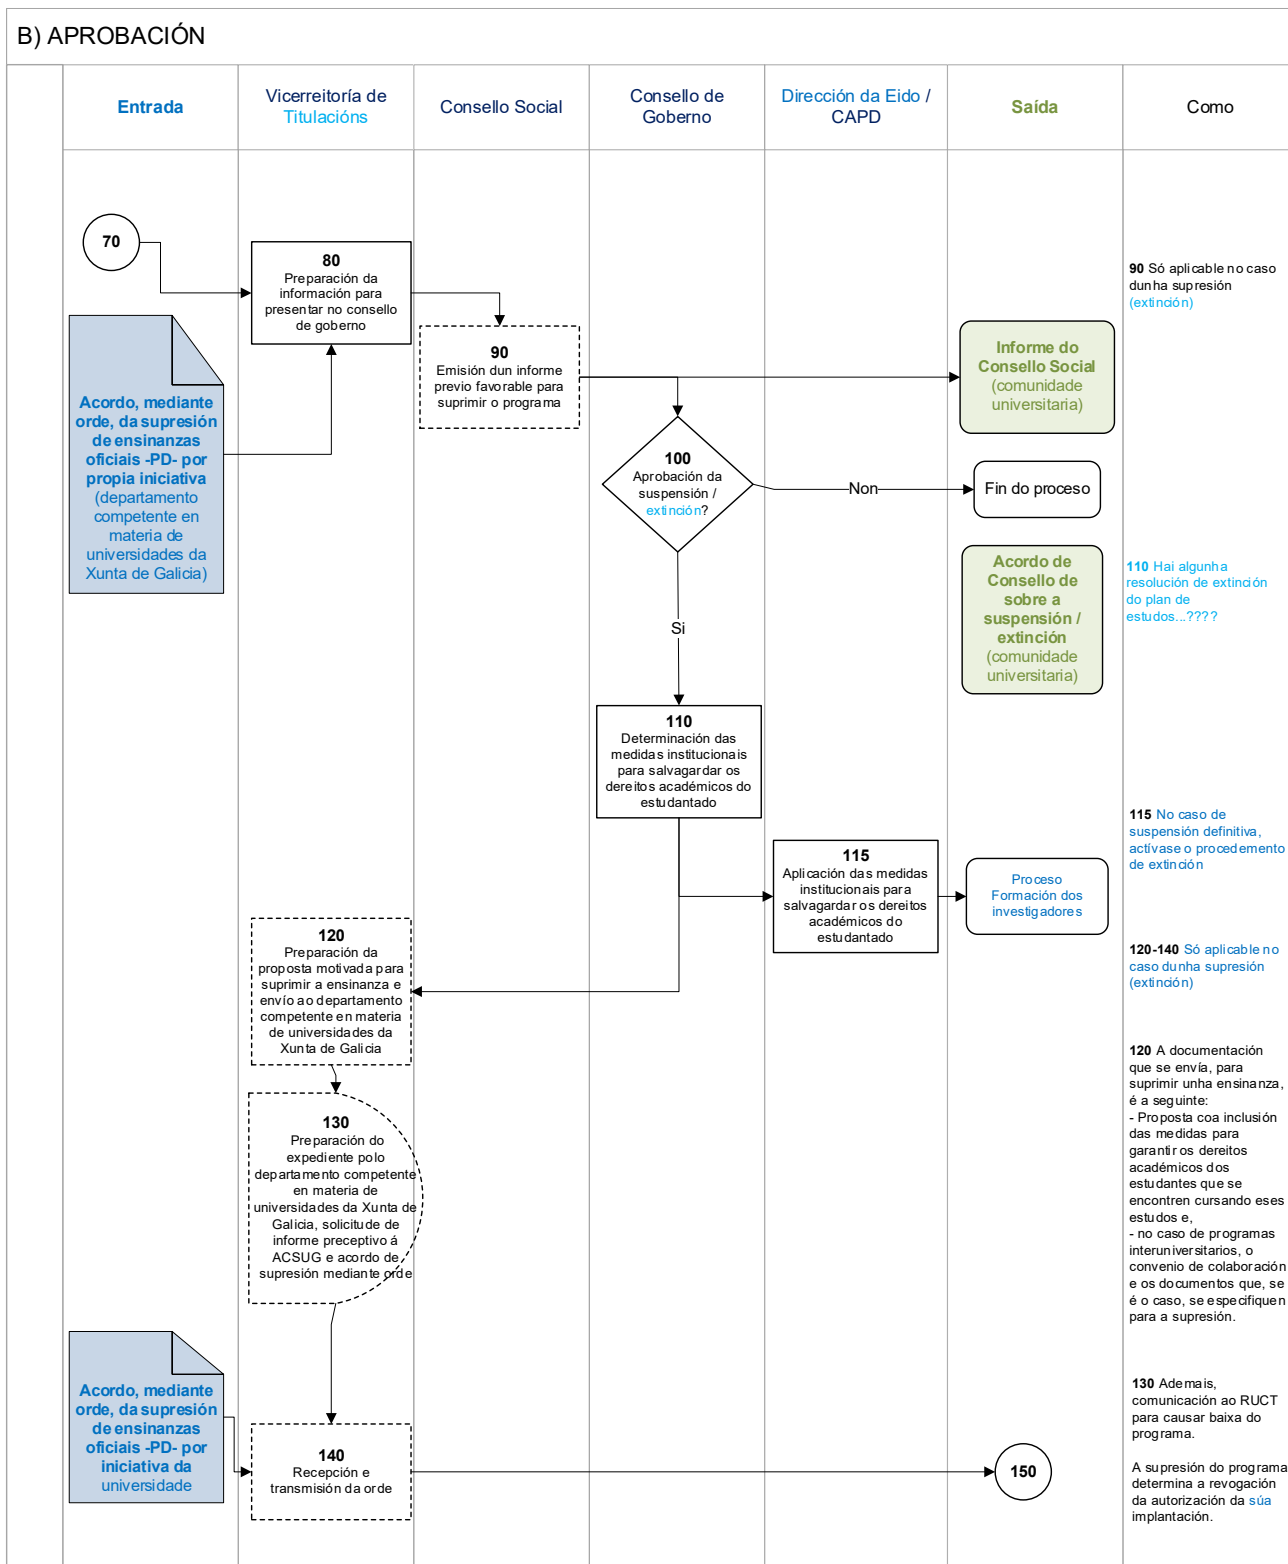 B) APROBACIÓN
Entrada
Vicerreitoría de
Titulacións
Consello Social
Consello de
Goberno
Dirección da Eido /
CAPD
Saída
Como
70
80
Preparación da
información para
presentar no consello
de goberno
90 Só aplicable no caso
dunha supresión
(extinción)
Acordo, mediante
orde, da supresión
de ensinanzas
oficiais -PD- por
propia iniciativa
(departamento
competente en
materia de
universidades da
Xunta de Galicia)
90
Emisión dun informe
previo favorable para
suprimir o programa
Informe do
Consello Social
(comunidade
universitaria)
100
Aprobación da
suspensión /
extinción?
Non
Fin do proceso
Si
Acordo de
Consello de
sobre a
suspensión /
extinción
(comunidade
universitaria)
110 Hai algunha
resolución de extinción
do plan de
estudos...????
110
Determinación das
medidas institucionais
para salvagardar os
dereitos académicos do
estudantado
115 No caso de
suspensión definitiva,
actívase o procedemento
de extinción
115
Aplicación das medidas
institucionais para
salvagardar os dereitos
académicos do
estudantado
Proceso
Formación dos
investigadores
120
Preparación da
proposta motivada para
suprimir a ensinanza e
envío ao departamento
competente en materia
de universidades da
Xunta de Galicia
120-140 Só aplicable no
caso dunha supresión
(extinción)
120 A documentación
que se envía, para
suprimir unha ensinanza,
é a seguinte:
- Proposta coa inclusión
das medidas para
garantir os dereitos
académicos dos
estudantes que se
encontren cursando eses
estudos e,
- no caso de programas
interuniversitarios, o
convenio de colaboración
e os documentos que, se
é o caso, se especifiquen
para a supresión.
130
Preparación do
expediente polo
departamento competente
en materia de
universidades da Xunta de
Galicia, solicitude de
informe preceptivo á
ACSUG e acordo de
supresión mediante orde
Acordo, mediante
orde, da supresión
de ensinanzas
oficiais -PD- por
iniciativa da
universidade
140
Recepción e
transmisión da orde
150
130 Ademais,
comunicación ao RUCT
para causar baixa do
programa.
A supresión do programa
determina a revogación
da autorización da súa
implantación.